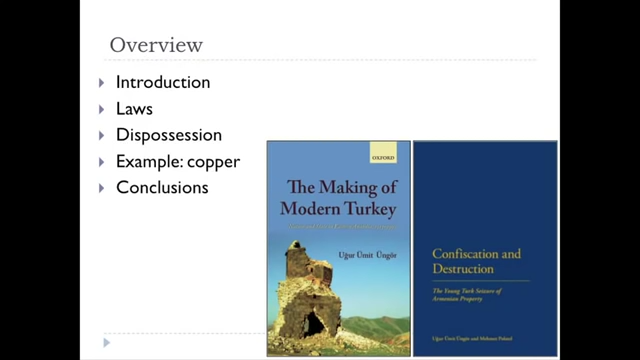 Overview
Introduction
Laws
Dispossession
Example: copper
Conclusions
OXFORD
The Making of
Modern Turkey
Uğur Ümit Üngör
Confiscation and
Destruction
The Young Turk Seizure of
Armenian Property
Uğur Ümit Üngör and Mehmet Polatel